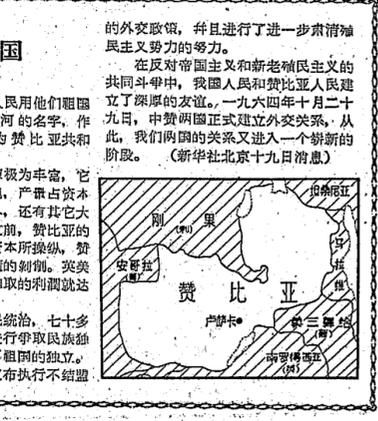 国
人民用他们祖国
河的名字，作
为赞比亚共和
极为丰富，它
产量占资本
还有其它大
前，赞比亚的
资本所操纵，赞
的剥削。英美
取的利润就达
统治，七十多
行争取民族独
祖国的独立。
布执行不结盟
的外交政策，并且进行了进一步肃清殖
民主义势力的努力。
在反对帝国主义和新老殖民主义的
共同斗争中，我国人民和赞比亚人民建
立了深厚的友谊。一九六四年十月二十
九日，中赞两国正式建立外交关系。从
此，我们两国的关系又进入一个崭新的
阶段。（新华社北京十九日消息）
坦桑尼亚
刚果
(利)
马拉维
安哥拉
(葡)
赞比亚
卢萨卡
莫三鼻给
(葡)
南罗得西亚
(英)